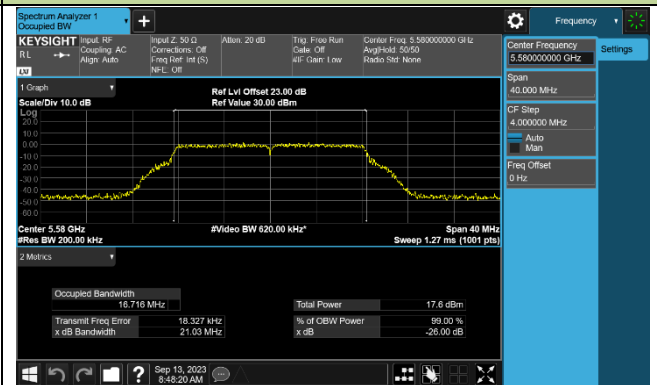 Spectrum Analyzer 1
Occupied BW
+
Frequency
KEYSIGHT
RL
LXI
Input: RF
Coupling: AC
Align: Auto
Input Z: 50 Ω
Corrections: Off
Freq Ref: Int (S)
NFE: Off
Atten: 20 dB
Trig: Free Run
Gate: Off
#IF Gain: Low
Center Freq: 5.580000000 GHz
Avg|Hold: 50/50
Radio Std: None
Center Frequency
5.580000000 GHz
Settings
Span
40.000 MHz
CF Step
4.000000 MHz
Auto
Man
Freq Offset
0 Hz
1 Graph
Scale/Div 10.0 dB
Ref Lvl Offset 23.00 dB
Ref Value 30.00 dBm
Log
20.0
10.0
0.00
-10.0
-20.0
-30.0
-40.0
-50.0
-60.0
Center 5.58 GHz
#Res BW 200.00 kHz
#Video BW 620.00 kHz*
Span 40 MHz
Sweep 1.27 ms (1001 pts)
2 Metrics
Occupied Bandwidth
16.716 MHz
Total Power 17.6 dBm
Transmit Freq Error 18.327 kHz
% of OBW Power 99.00 %
x dB Bandwidth 21.03 MHz
x dB -26.00 dB
?
Sep 13, 2023
8:48:20 AM